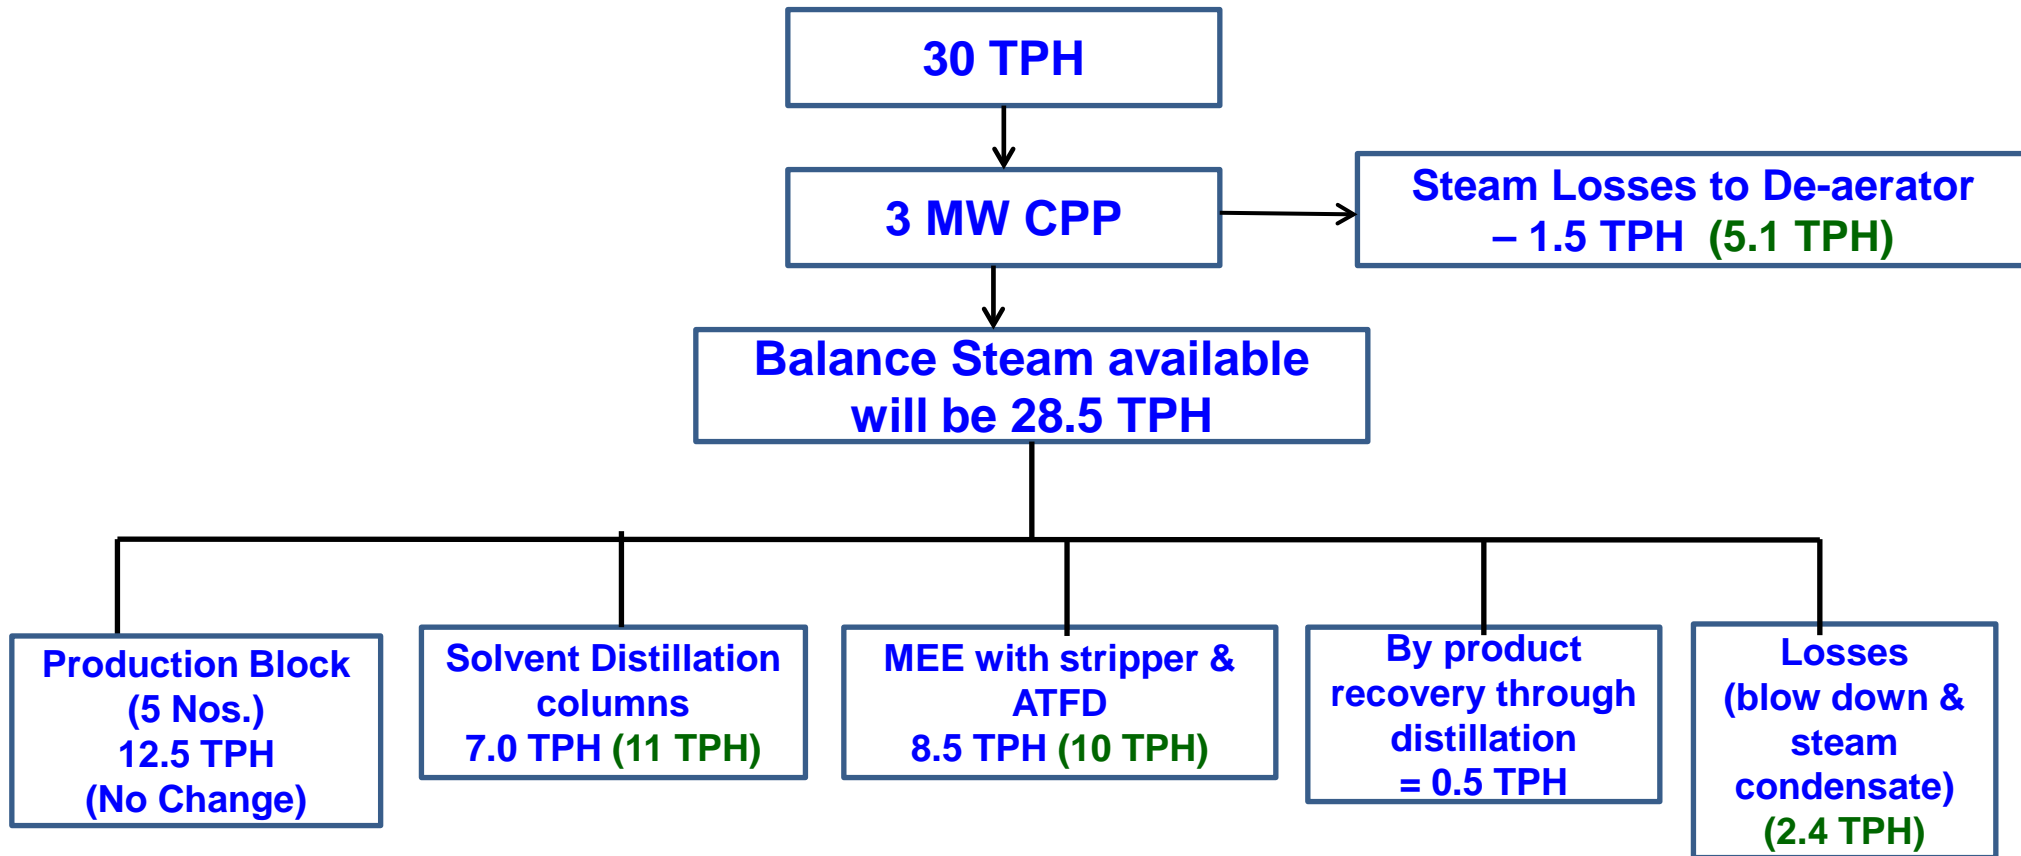 30 TPH
3 MW CPP
Steam Losses to De-aerator
– 1.5 TPH (5.1 TPH)
Balance Steam available
will be 28.5 TPH
Production Block
(5 Nos.)
12.5 TPH
(No Change)
Solvent Distillation
columns
7.0 TPH (11 TPH)
MEE with stripper &
ATFD
8.5 TPH (10 TPH)
By product
recovery through
distillation
= 0.5 TPH
Losses
(blow down &
steam
condensate)
(2.4 TPH)